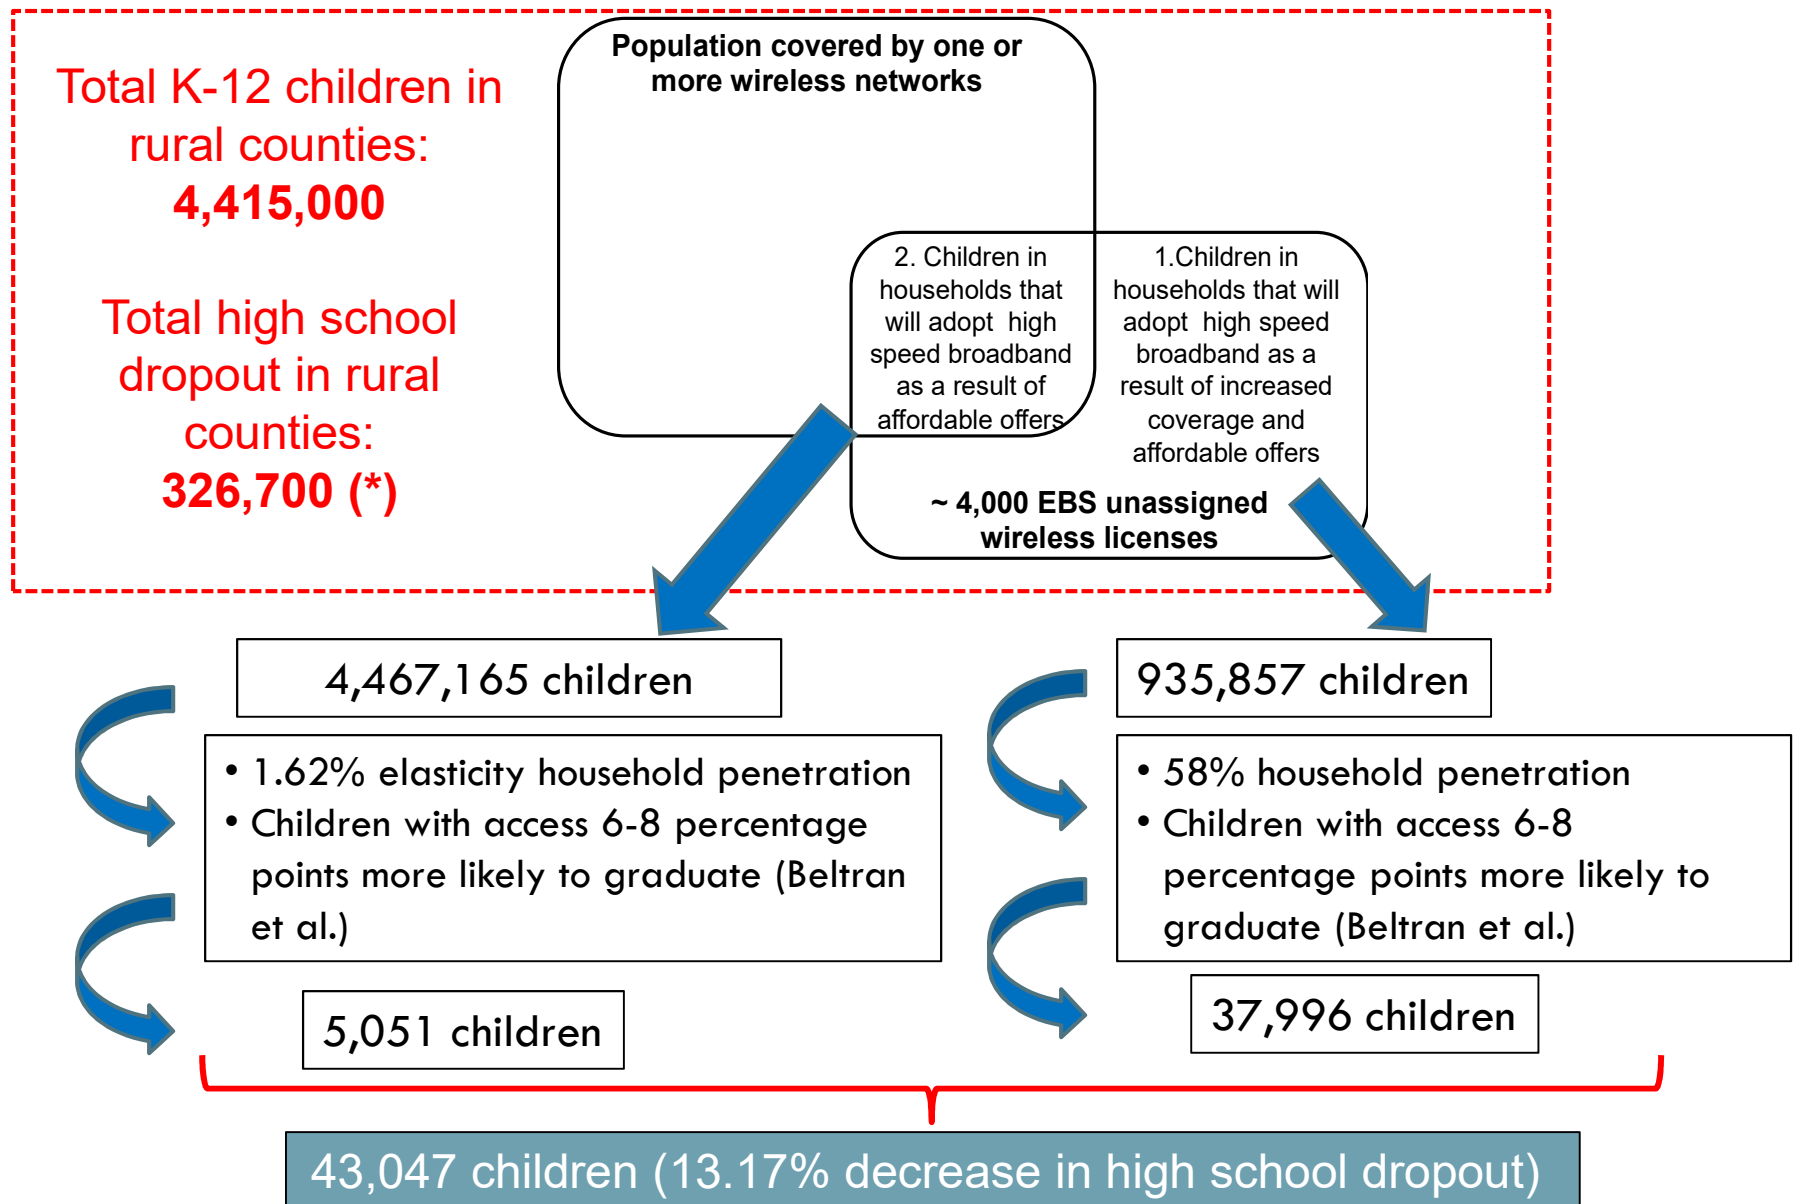 Total K-12 children in
rural counties:
4,415,000
Total high school
dropout in rural
counties:
326,700 (*)
Population covered by one or
more wireless networks
2. Children in
households that
will adopt high
speed broadband
as a result of
affordable offers
1.Children in
households that will
adopt high speed
broadband as a
result of increased
coverage and
affordable offers
~ 4,000 EBS unassigned
wireless licenses
4,467,165 children
• 1.62% elasticity household penetration
• Children with access 6-8 percentage
points more likely to graduate (Beltran
et al.)
5,051 children
935,857 children
• 58% household penetration
• Children with access 6-8
percentage points more likely to
graduate (Beltran et al.)
37,996 children
43,047 children (13.17% decrease in high school dropout)